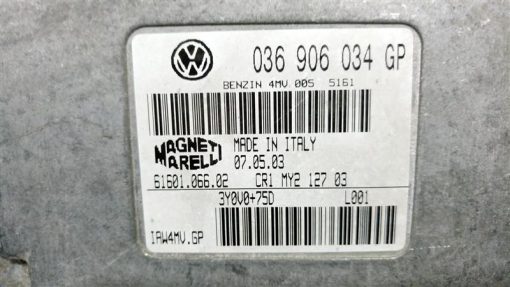 036 906 034 GP
BENZIN 4MV 005 5161
MAGNETI MARELLI
MADE IN ITALY
07.05.03
61601.066.02 CR1 MY2 127 03
3Y0V0+75D L001
IAW4MV.GP